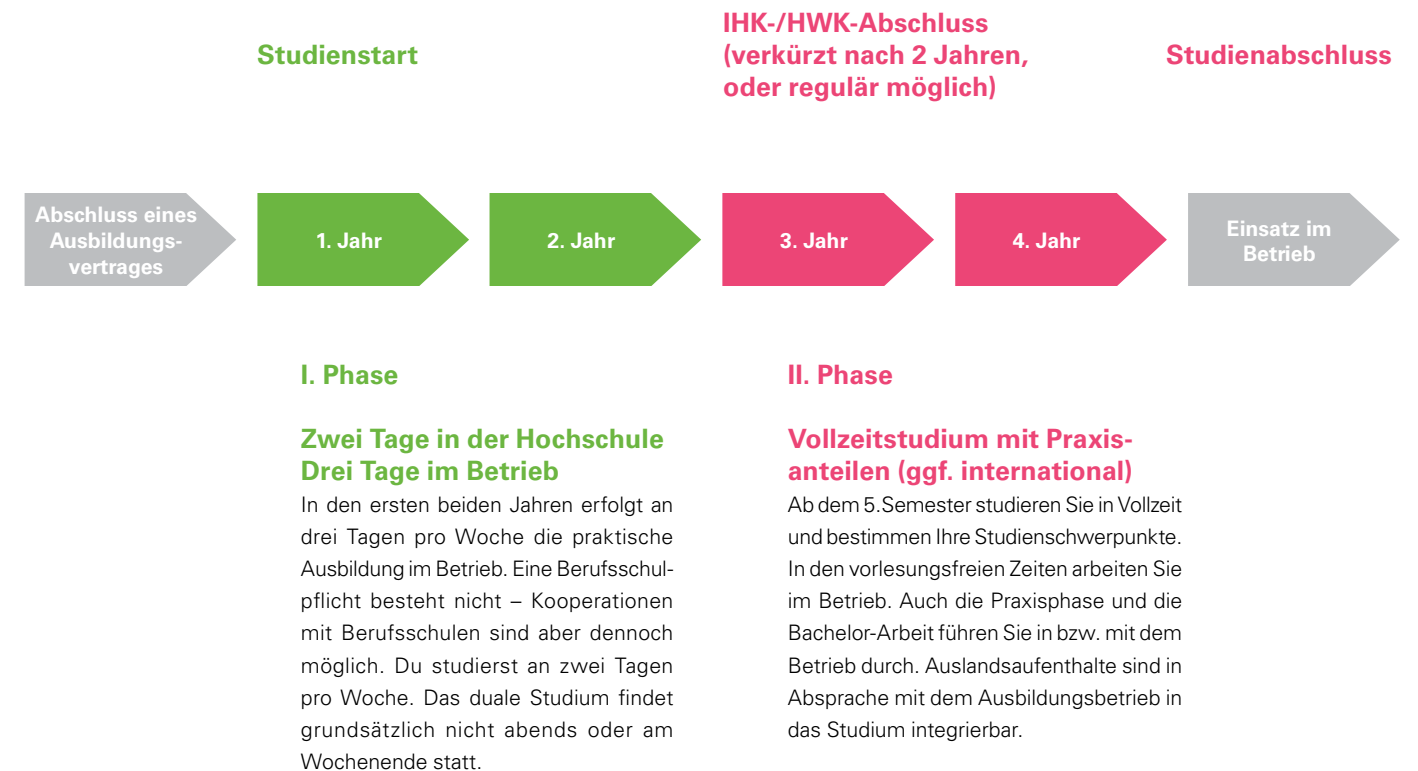 Studienstart
IHK-/HWK-Abschluss
(verkürzt nach 2 Jahren,
oder regulär möglich)
Studienabschluss
Abschluss eines
Ausbildungs-
vertrages
1. Jahr
2. Jahr
3. Jahr
4. Jahr
Einsatz im
Betrieb
I. Phase
Zwei Tage in der Hochschule
Drei Tage im Betrieb
In den ersten beiden Jahren erfolgt an
drei Tagen pro Woche die praktische
Ausbildung im Betrieb. Eine Berufsschul-
pflicht besteht nicht – Kooperationen
mit Berufsschulen sind aber dennoch
möglich. Du studierst an zwei Tagen
pro Woche. Das duale Studium findet
grundsätzlich nicht abends oder am
Wochenende statt.
II. Phase
Vollzeitstudium mit Praxis-
anteilen (ggf. international)
Ab dem 5.Semester studieren Sie in Vollzeit
und bestimmen Ihre Studienschwerpunkte.
In den vorlesungsfreien Zeiten arbeiten Sie
im Betrieb. Auch die Praxisphase und die
Bachelor-Arbeit führen Sie in bzw. mit dem
Betrieb durch. Auslandsaufenthalte sind in
Absprache mit dem Ausbildungsbetrieb in
das Studium integrierbar.